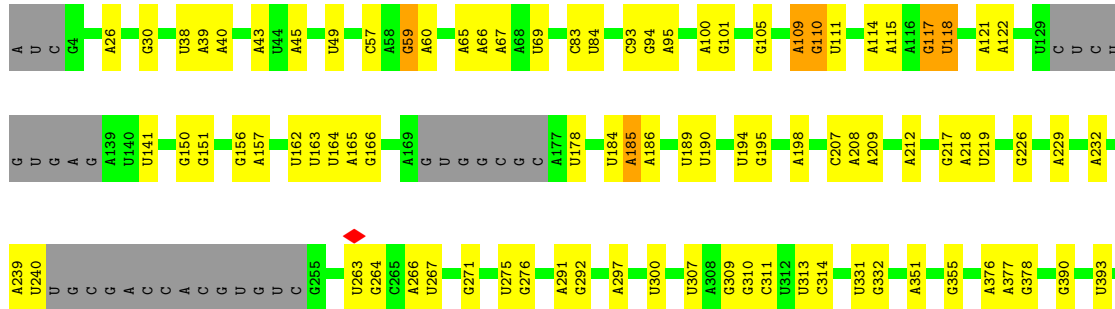 A U C G4 A26 G30 U38 A39 A40 A43 U44 A45 U49 C57 A58 G59 A60 A65 A66 A67 A68 U69 C83 U84 C93 G94 A95 A100 G101 G105 A109 G110 U111 A114 A115 A116 G117 U118 A121 A122 U129 C U C U
G U G A G A139 U140 U141 G150 G151 G156 A157 U162 U163 U164 A165 G166 A169 G U G G C G C A177 U178 U184 A185 A186 U189 U190 U194 G195 A198 C207 A208 A209 A212 G217 A218 U219 G226 A229 A232
A239 U240 U G C G A C C A C G U G U C G255 U263 G264 C265 A266 U267 G271 U275 G276 A291 G292 A297 U300 U307 A308 G309 G310 C311 U312 U313 C314 U331 G332 A351 G355 A376 A377 G378 G390 U393